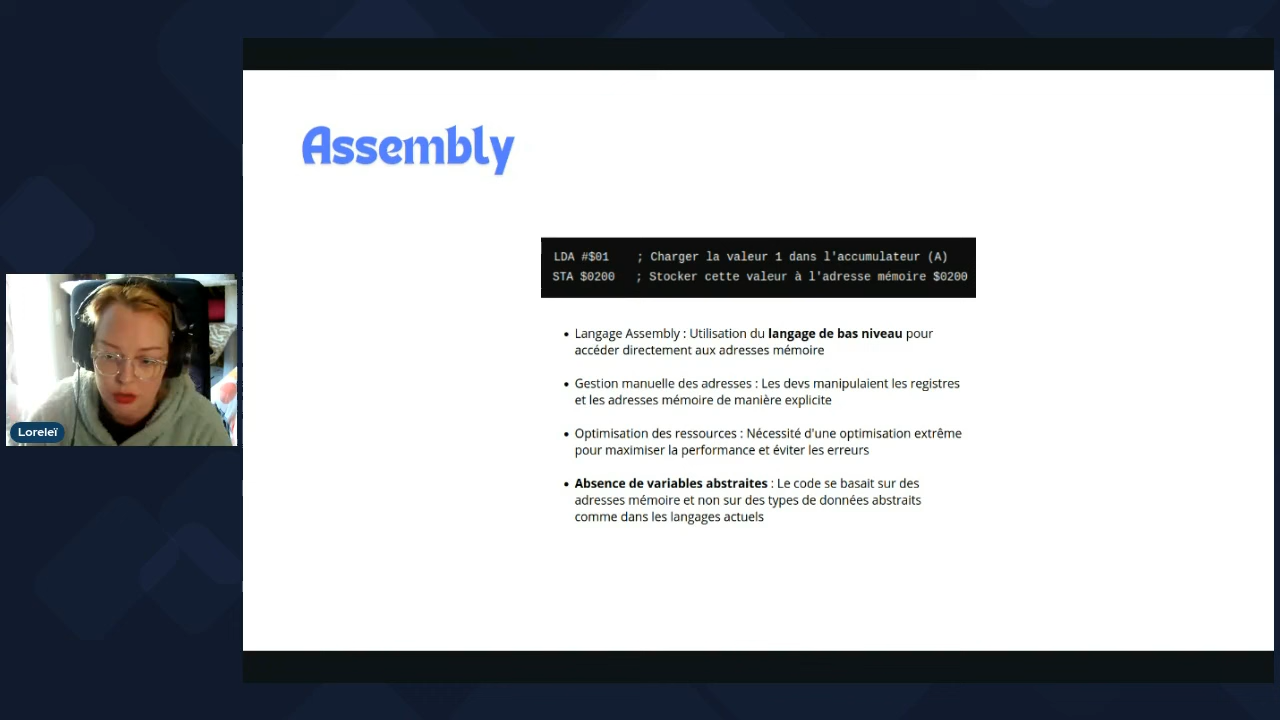 Assembly
LDA #$01 ; Charger la valeur 1 dans l'accumulateur (A)
STA $0200 ; Stocker cette valeur à l'adresse mémoire $0200
• Langage Assembly : Utilisation du langage de bas niveau pour
accéder directement aux adresses mémoire
• Gestion manuelle des adresses : Les devs manipulaient les registres
et les adresses mémoire de manière explicite
• Optimisation des ressources : Nécessité d'une optimisation extrême
pour maximiser la performance et éviter les erreurs
• Absence de variables abstraites : Le code se basait sur des
adresses mémoire et non sur des types de données abstraits
comme dans les langages actuels
Loreleï